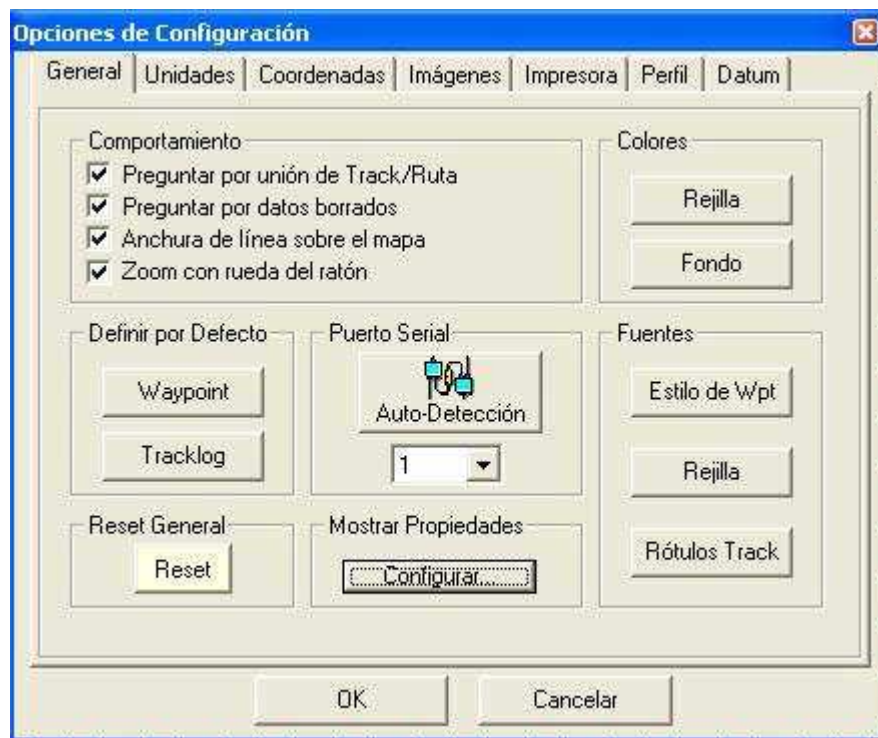 Opciones de Configuración
General Unidades Coordenadas Imágenes Impresora Perfil Datum
Comportamiento
Preguntar por unión de Track/Ruta
Preguntar por datos borrados
Anchura de línea sobre el mapa
Zoom con rueda del ratón
Colores
Rejilla
Fondo
Definir por Defecto
Waypoint
Tracklog
Puerto Serial
Auto-Detección
1
Fuentes
Estilo de Wpt
Rejilla
Rótulos Track
Reset General
Reset
Mostrar Propiedades
Configurar...
OK
Cancelar